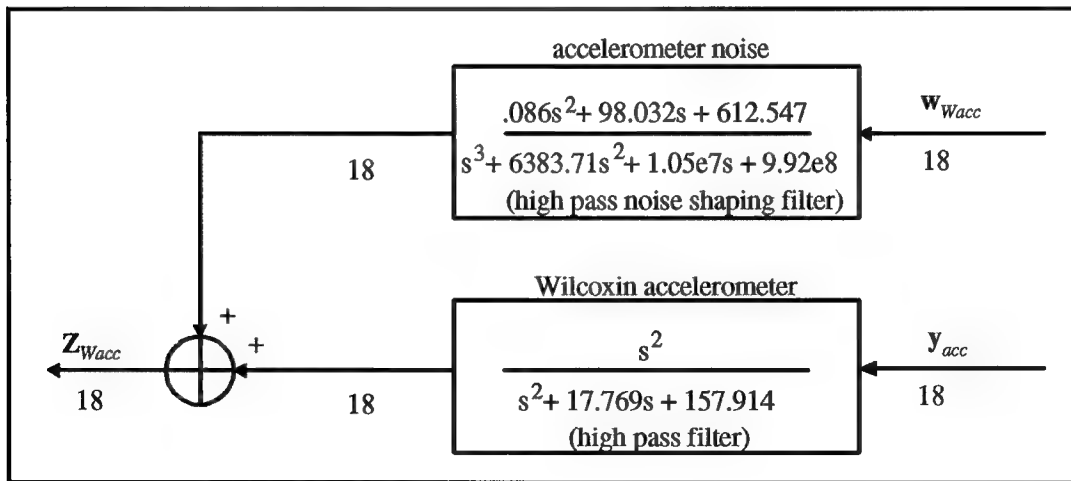 accelerometer noise
.086s²+ 98.032s + 612.547
s³+ 6383.71s²+ 1.05e7s + 9.92e8
(high pass noise shaping filter)
w_Wacc
18
18
Wilcoxin accelerometer
s²
s²+ 17.769s + 157.914
(high pass filter)
y_acc
18
18
+
+
Z_Wacc
18